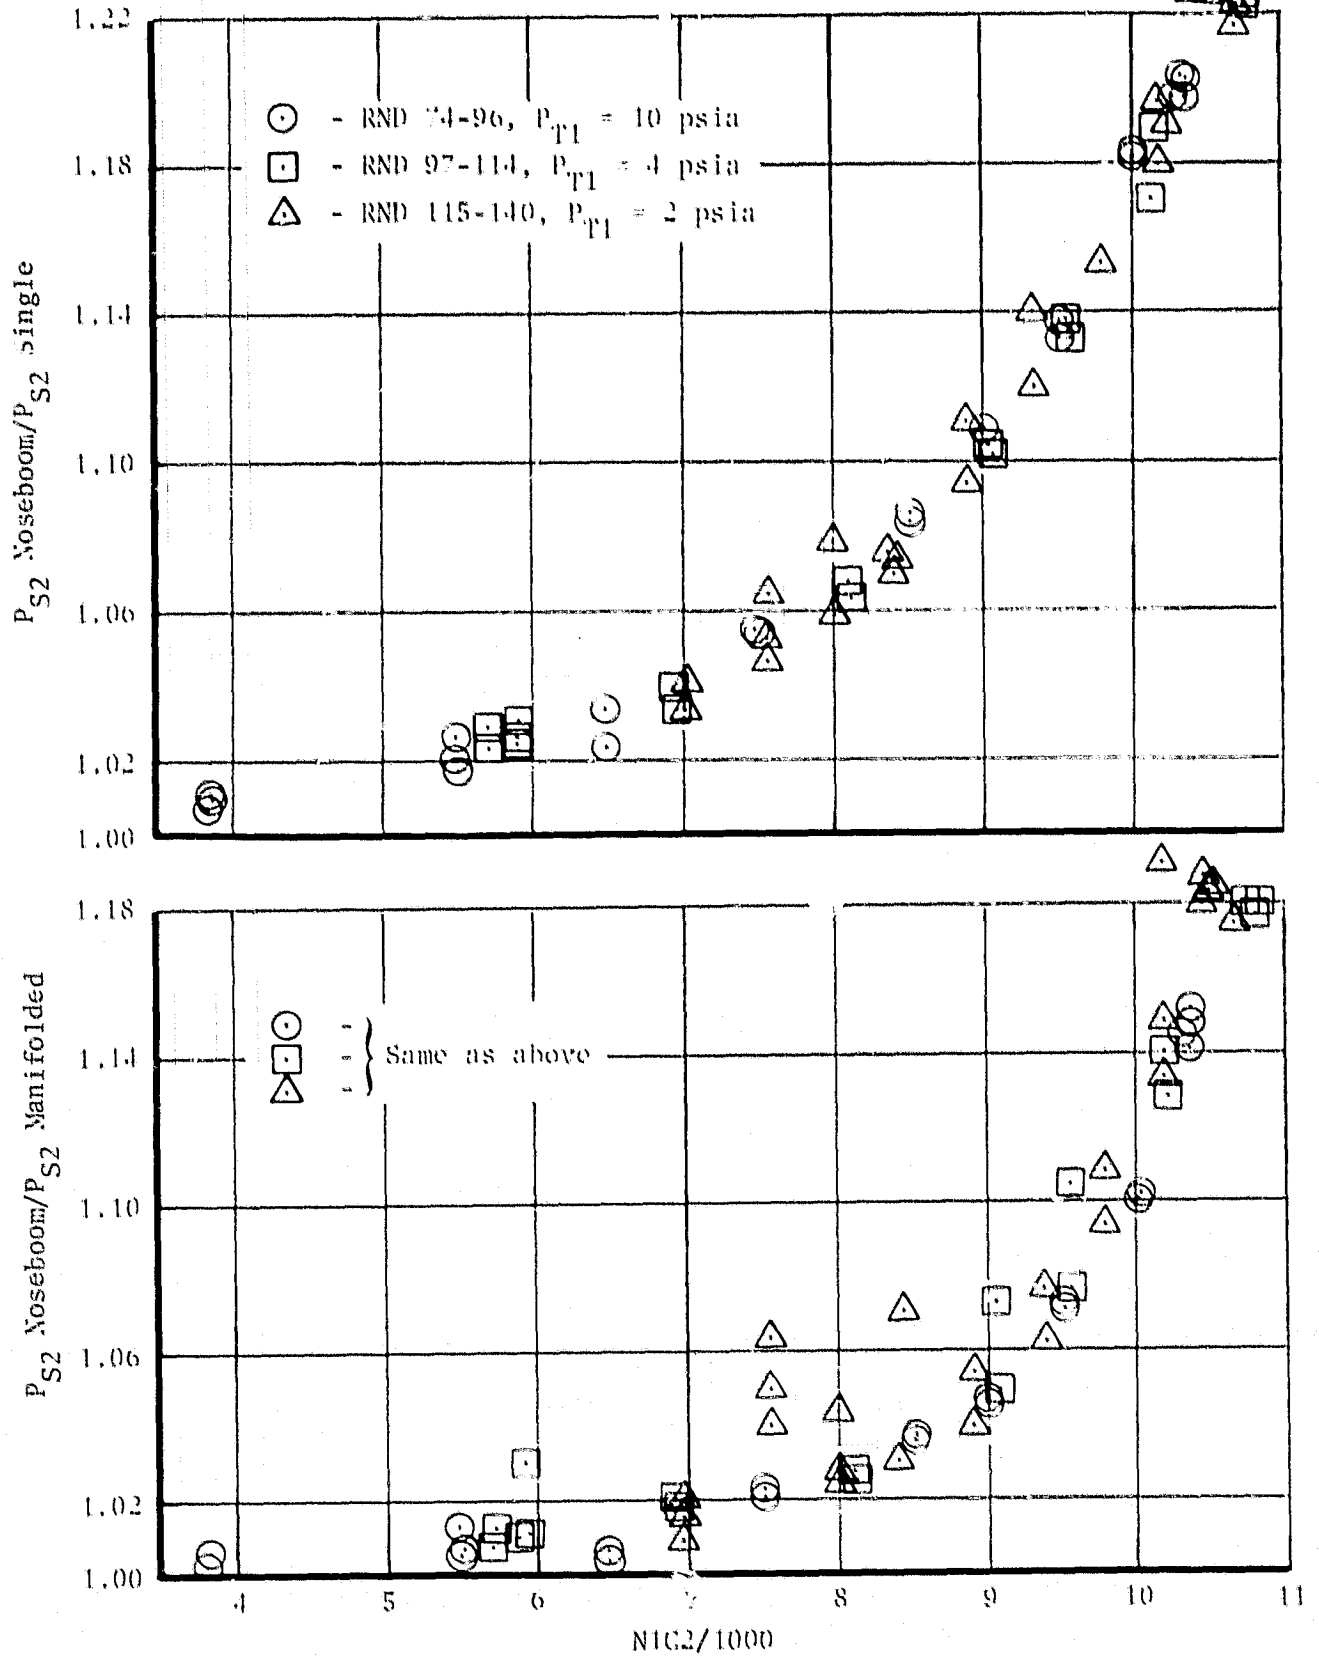 1.22
- RND 74-96, P_T1 = 10 psia
- RND 97-114, P_T1 = 4 psia
- RND 115-140, P_T1 = 2 psia
1.18
1.14
1.10
1.06
1.02
1.00
P_S2 Noseboom/P_S2 Single
1.18
- } Same as above
1.14
1.10
1.06
1.02
1.00
P_S2 Noseboom/P_S2 Manifolded
4 5 6 7 8 9 10 11
N1C2/1000